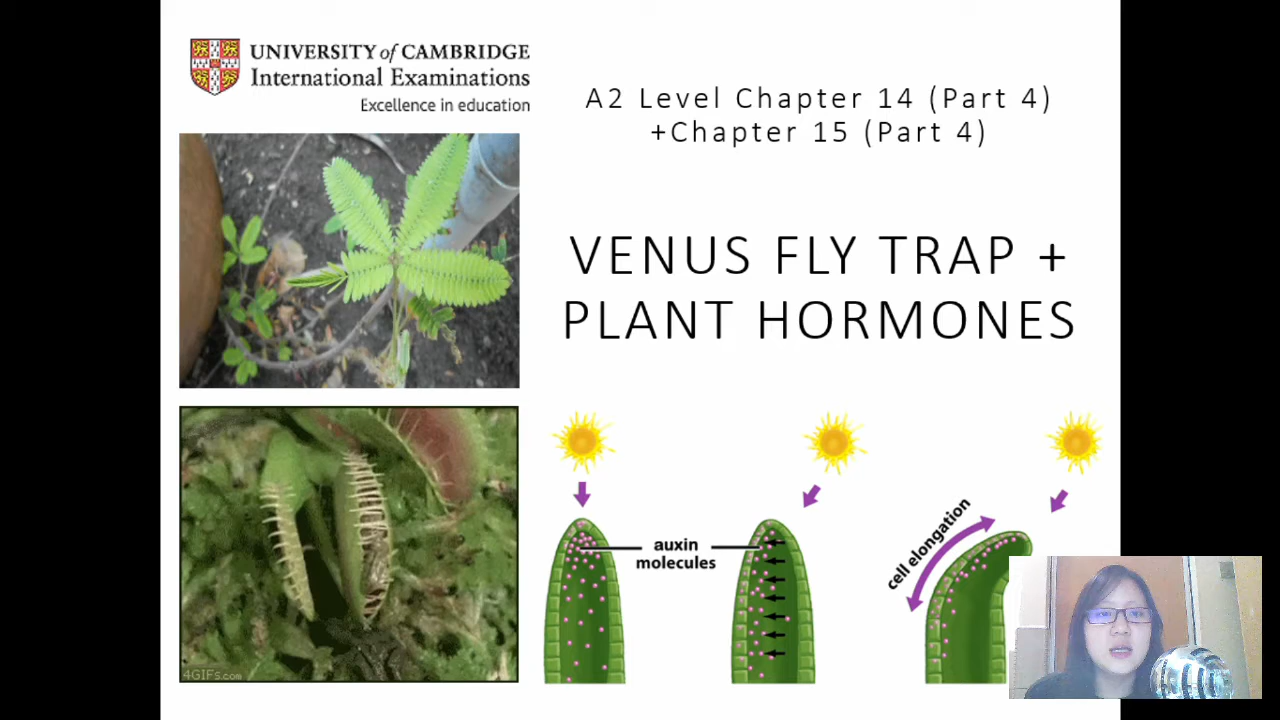 UNIVERSITY of CAMBRIDGE
International Examinations
Excellence in education
A2 Level Chapter 14 (Part 4)
+Chapter 15 (Part 4)
VENUS FLY TRAP +
PLANT HORMONES
auxin
molecules
cell elongation
4GIFs.com